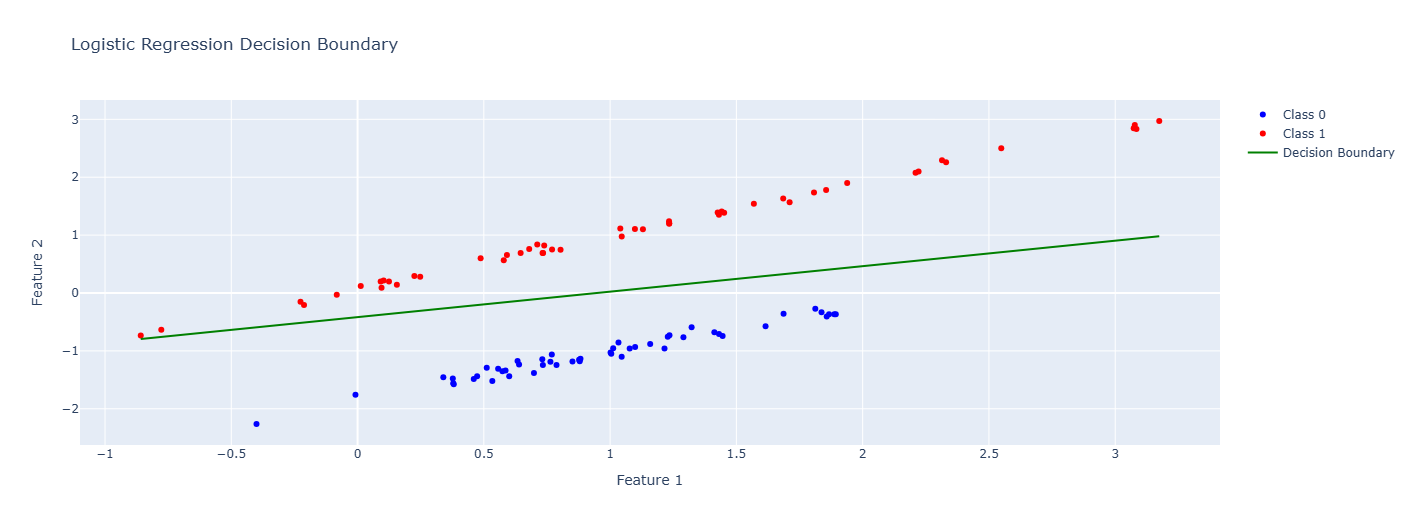 Logistic Regression Decision Boundary
Class 0
Class 1
Decision Boundary
3
2
1
0
−1
−2
Feature 2
−1
−0.5
0
0.5
1
1.5
2
2.5
3
Feature 1